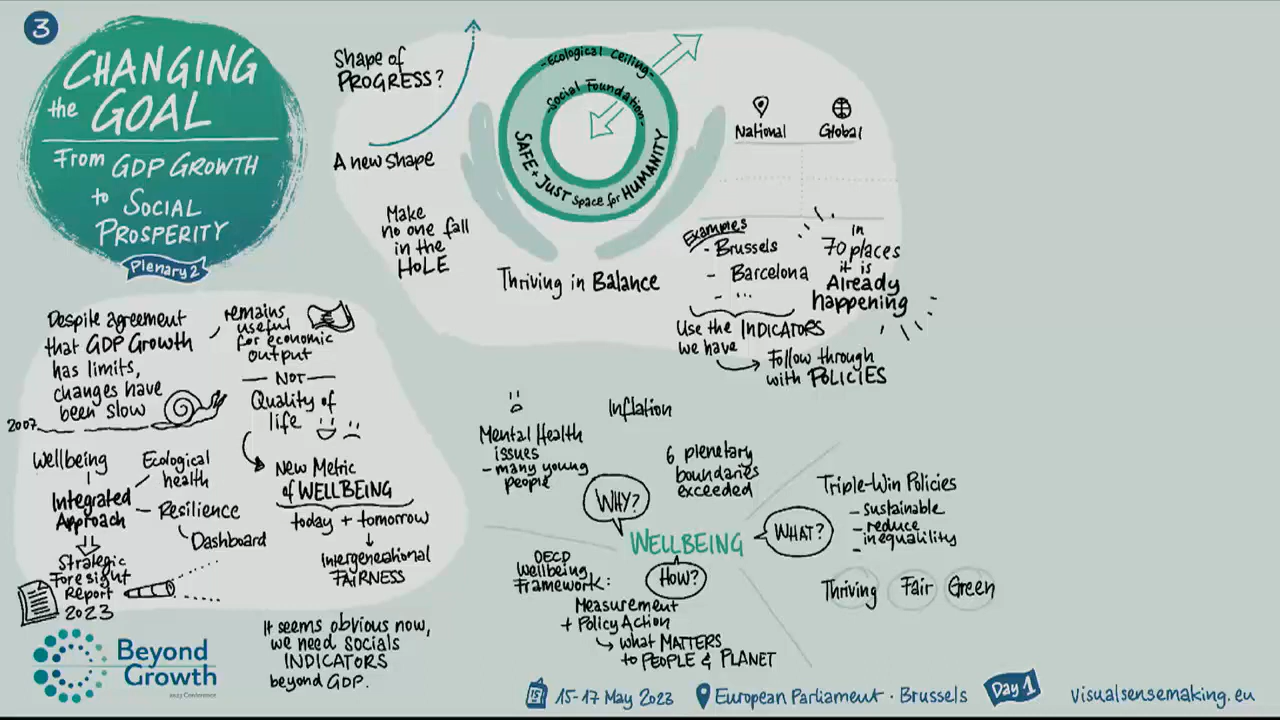 3
CHANGING
the GOAL
From GDP GROWTH
to SOCIAL
PROSPERITY
Plenary 2
Shape of
PROGRESS?
A new shape
Make
no one fall
in the
HOLE
-Ecological Ceiling-
-Social Foundation-
SAFE + JUST space for HUMANITY
Thriving in Balance
National Global
Examples
- Brussels
- Barcelona
- ...
in
70 places
it is
Already
happening
Use the INDICATORS
we have
Follow through
with POLICIES
Despite agreement
that GDP Growth
has limits,
changes have
been slow
2007
remains
useful
for economic
output
— NOT —
Quality of
life
New Metric
of WELLBEING
today + tomorrow
Intergenerational
FAIRNESS
Wellbeing
Integrated
Approach
Ecological
health
Resilience
Dashboard
Strategic
Foresight
Report
2023
It seems obvious now,
we need socials
INDICATORS
beyond GDP.
Mental Health
issues
- many young
people
Inflation
6 plenetary
boundaries
exceeded
WHY?
WELLBEING
WHAT?
HOW?
Triple-Win Policies
- sustainable
- reduce
inequability
-
Thriving Fair Green
OECD
Wellbeing
Framework:
Measurement
+ Policy Action
what MATTERS
to PEOPLE & PLANET
Beyond
Growth
2023 Conference
15-17 May 2023 European Parliament · Brussels Day 1 visualsensemaking.eu